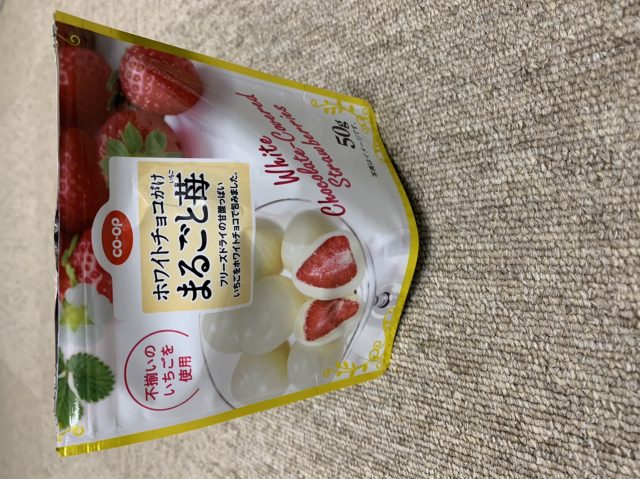 co·op
ホワイトチョコがけ
まるごと苺
いちご
フリーズドライの甘酸っぱい
いちごをホワイトチョコで包みました。
不揃いの
いちごを
使用
White
Chocolate-Covered
Strawberries
50g